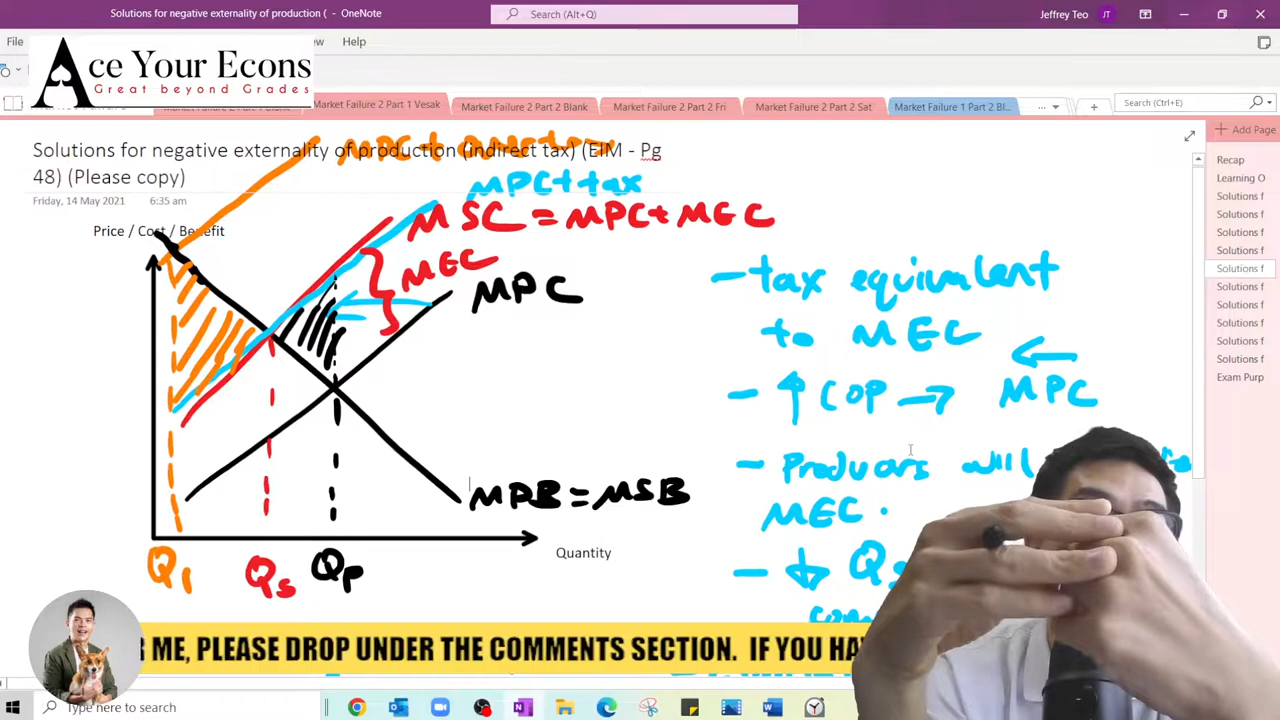 Solutions for negative externality of production ( - OneNote
Search (Alt+Q)
Jeffrey Teo
JT
File
Help
Ace Your Econs
Great beyond Grades
Market Failure 2 Part 1 Vesak
Market Failure 2 Part 2 Blank
Market Failure 2 Part 2 Fri
Market Failure 2 Part 2 Sat
Market Failure 1 Part 2 Bl...
Search (Ctrl+E)
Add Page
Solutions for negative externality of production (indirect tax) (EIM - Pg
48) (Please copy)
Friday, 14 May 2021
6:35 am
Price / Cost / Benefit
MPC+
MPC+tax
MSC = MPC+MEC
MEC
MPC
MPB = MSB
Quantity
Q1
Qs
Qp
- tax equivalent
to MEC
- ↑ COP → MPC
- Producers will
MEC.
- ↓ Qs
Recap
Learning O
Solutions f
Solutions f
Solutions f
Solutions f
Solutions f
Solutions f
Solutions f
Solutions f
Solutions f
Solutions f
Solutions f
Exam Purp
R ME, PLEASE DROP UNDER THE COMMENTS SECTION. IF YOU HA
Type here to search